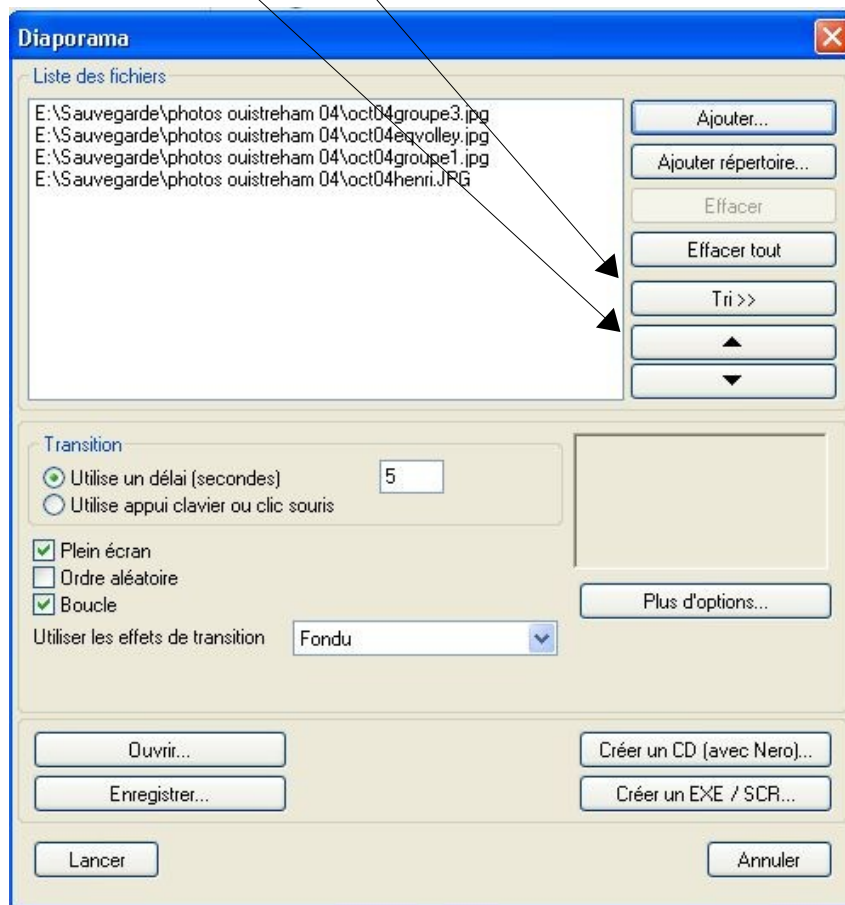 Diaporama
Liste des fichiers
E:\Sauvegarde\photos ouistreham 04\oct04groupe3.jpg
E:\Sauvegarde\photos ouistreham 04\oct04eqvolley.jpg
E:\Sauvegarde\photos ouistreham 04\oct04groupe1.jpg
E:\Sauvegarde\photos ouistreham 04\oct04henri.JPG
Ajouter...
Ajouter répertoire...
Effacer
Effacer tout
Tri >>
Transition
Utilise un délai (secondes) 5
Utilise appui clavier ou clic souris
Plein écran
Ordre aléatoire
Boucle
Utiliser les effets de transition Fondu
Plus d'options...
Ouvrir...
Enregistrer...
Créer un CD (avec Nero)...
Créer un EXE / SCR...
Lancer
Annuler